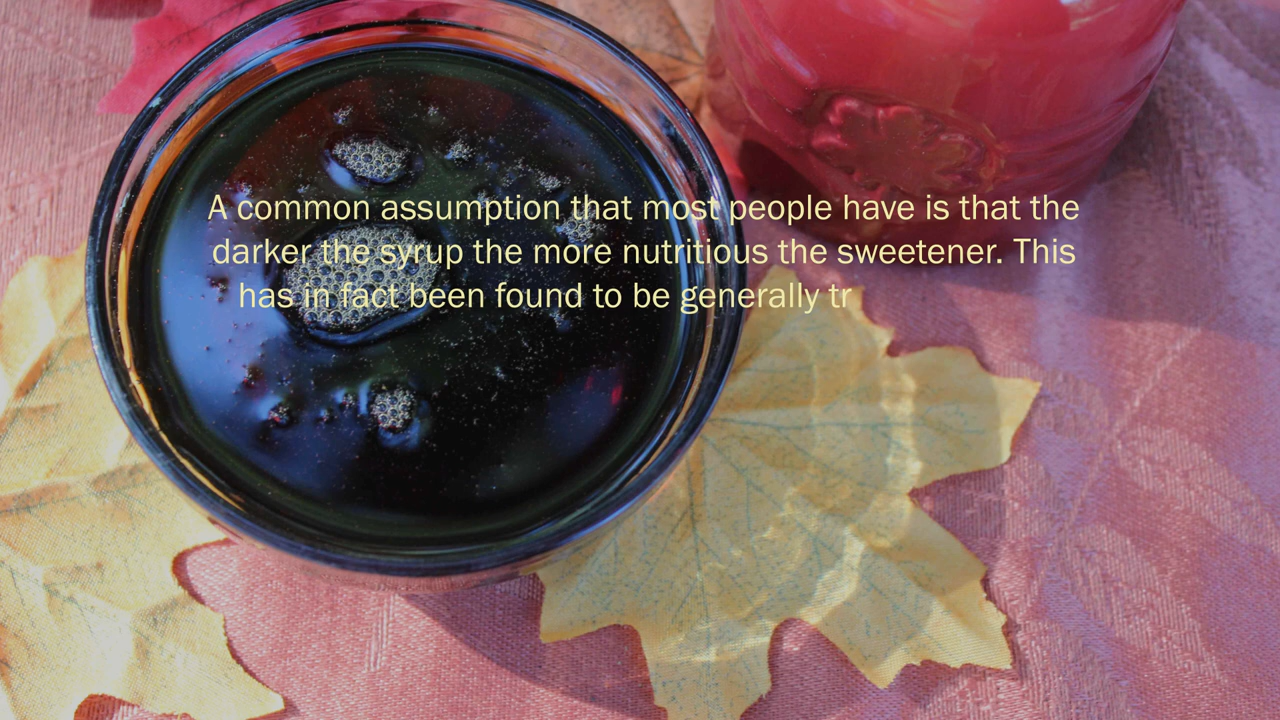 A common assumption that most people have is that the
darker the syrup the more nutritious the sweetener. This
has in fact been found to be generally tr